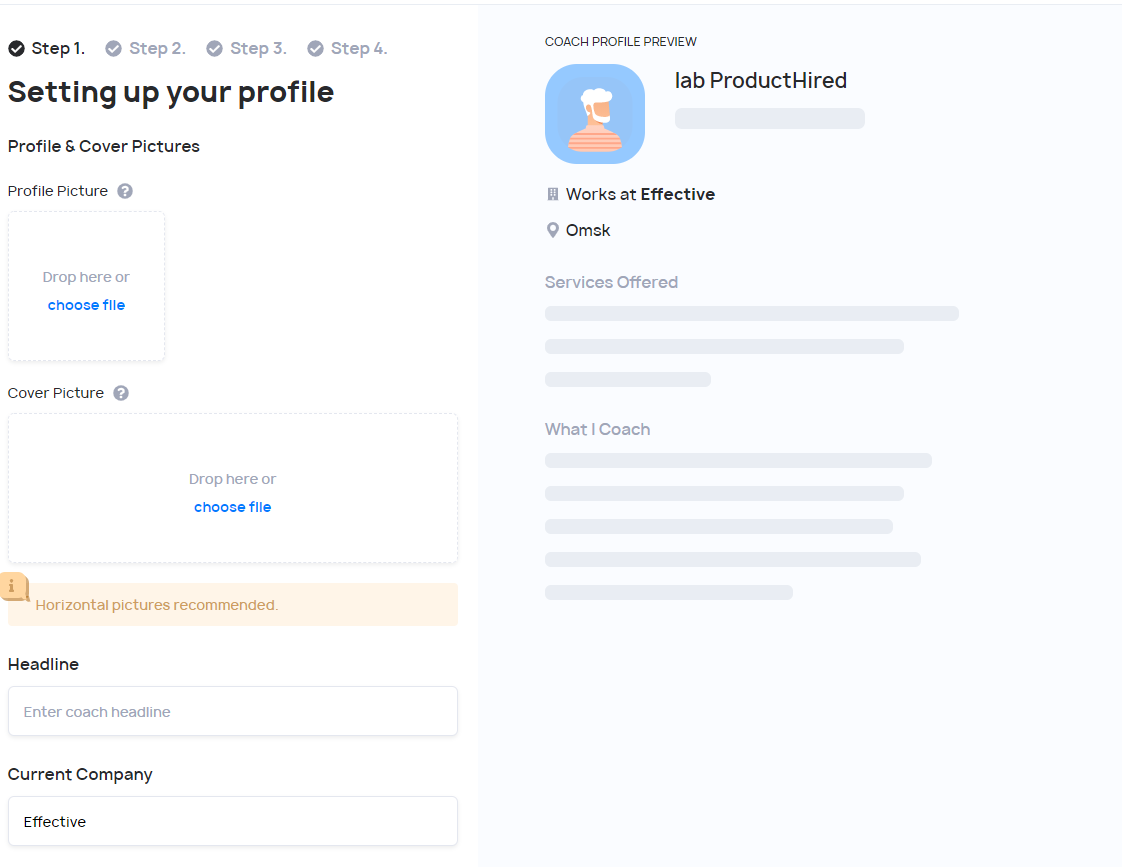 Step 1. Step 2. Step 3. Step 4.
Setting up your profile
Profile & Cover Pictures
Profile Picture ?
Drop here or
choose file
Cover Picture ?
Drop here or
choose file
i
Horizontal pictures recommended.
Headline
Enter coach headline
Current Company
Effective
COACH PROFILE PREVIEW
lab ProductHired
Works at Effective
Omsk
Services Offered
What I Coach